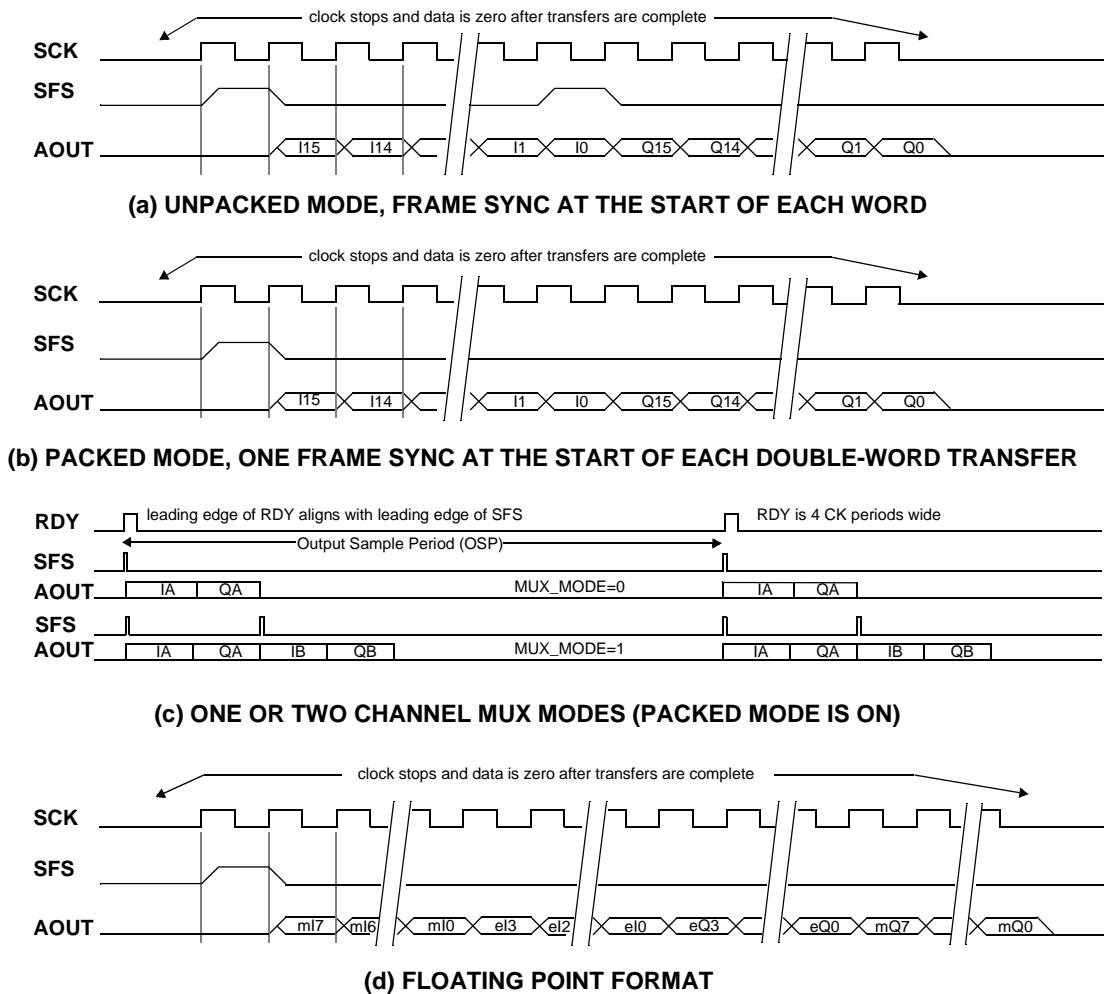 clock stops and data is zero after transfers are complete
SCK
SFS
AOUT I15 I14 I1 I0 Q15 Q14 Q1 Q0
(a) UNPACKED MODE, FRAME SYNC AT THE START OF EACH WORD
clock stops and data is zero after transfers are complete
SCK
SFS
AOUT I15 I14 I1 I0 Q15 Q14 Q1 Q0
(b) PACKED MODE, ONE FRAME SYNC AT THE START OF EACH DOUBLE-WORD TRANSFER
RDY leading edge of RDY aligns with leading edge of SFS RDY is 4 CK periods wide
Output Sample Period (OSP)
SFS
AOUT IA QA MUX_MODE=0 IA QA
SFS
AOUT IA QA IB QB MUX_MODE=1 IA QA IB QB
(c) ONE OR TWO CHANNEL MUX MODES (PACKED MODE IS ON)
clock stops and data is zero after transfers are complete
SCK
SFS
AOUT mI7 mI6 mI0 eI3 eI2 eI0 eQ3 eQ0 mQ7 mQ0
(d) FLOATING POINT FORMAT